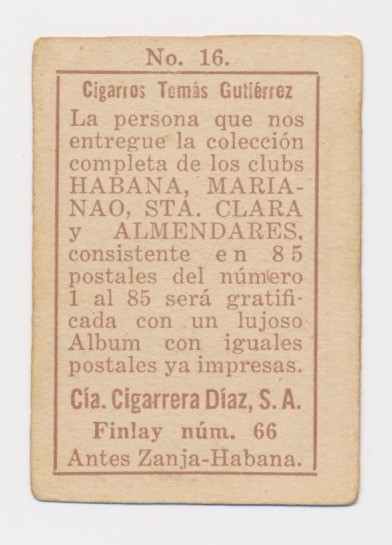 No. 16.
Cigarros Tomás Gutiérrez
La persona que nos
entregue la colección
completa de los clubs
HABANA, MARIA-
NAO, STA. CLARA
y ALMENDARES,
consistente en 85
postales del número
1 al 85 será gratifi-
cada con un lujoso
Album con iguales
postales ya impresas.
Cía. Cigarrera Díaz, S. A.
Finlay núm. 66
Antes Zanja-Habana.